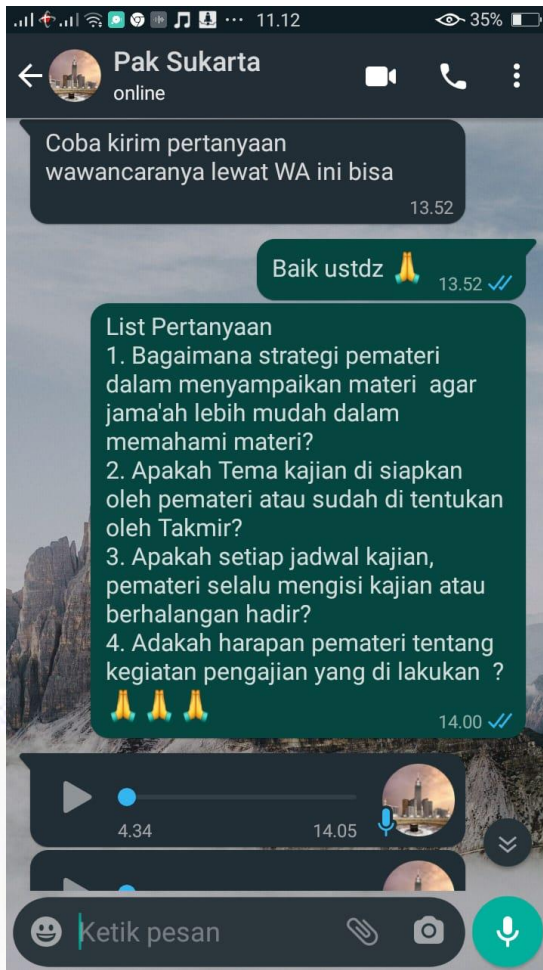 11.12
35%
Pak Sukarta
online
Coba kirim pertanyaan
wawancaranya lewat WA ini bisa
13.52
Baik ustdz 🙏
13.52
List Pertanyaan
1. Bagaimana strategi pemateri
dalam menyampaikan materi  agar
jama'ah lebih mudah dalam
memahami materi?
2. Apakah Tema kajian di siapkan
oleh pemateri atau sudah di tentukan
oleh Takmir?
3. Apakah setiap jadwal kajian,
pemateri selalu mengisi kajian atau
berhalangan hadir?
4. Adakah harapan pemateri tentang
kegiatan pengajian yang di lakukan  ?
🙏 🙏 🙏
14.00
4.34
14.05
Ketik pesan